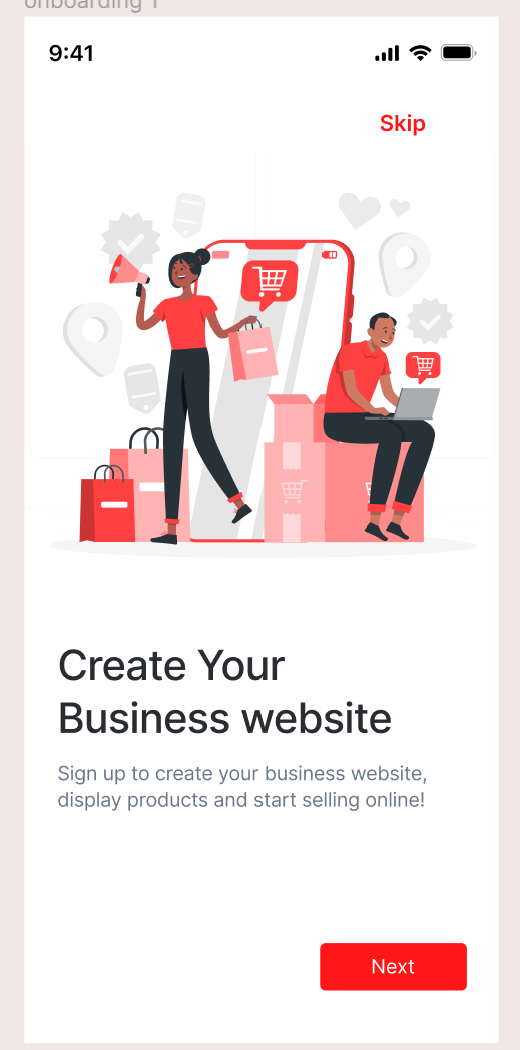 onboarding 1
9:41
Skip
Create Your
Business website
Sign up to create your business website,
display products and start selling online!
Next